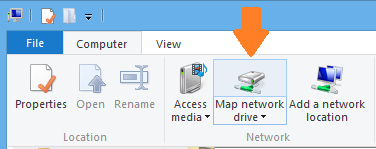 File Computer View
Properties Open Rename Access media Map network drive Add a network location
Location Network